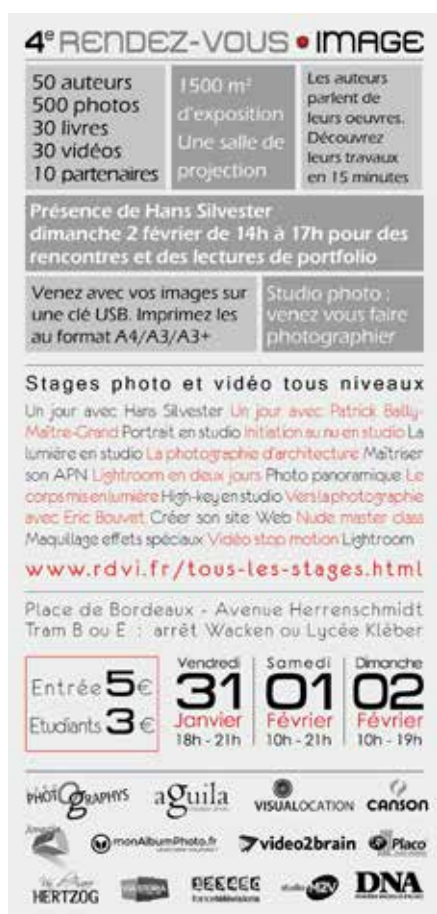 4e RENDEZ-VOUS • IMAGE
50 auteurs
500 photos
30 livres
30 vidéos
10 partenaires
1500 m²
d'exposition
Une salle de
projection
Les auteurs
parlent de
leurs oeuvres.
Découvrez
leurs travaux
en 15 minutes
Présence de Hans Silvester
dimanche 2 février de 14h à 17h pour des
rencontres et des lectures de portfolio
Venez avec vos images sur
une clé USB. Imprimez les
au format A4/A3/A3+
Studio photo :
venez vous faire
photographier
Stages photo et vidéo tous niveaux
Un jour avec Hans Silvester Un jour avec Patrick Bailly-
Maître-Grand Portrait en studio Initiation au nu en studio La
lumière en studio La photographie d'architecture Maîtriser
son APN Lightroom en deux jours Photo panoramique Le
corps mis en lumière High-key en studio Vers la photographie
avec Eric Bouvet Créer son site Web Nude master class
Maquillage effets spéciaux Vidéo stop motion Lightroom
www.rdvi.fr/tous-les-stages.html
Place de Bordeaux - Avenue Herrenschmidt
Tram B ou E : arrêt Wacken ou Lycée Kléber
Entrée 5€
Etudiants 3€
Vendredi
31
Janvier
18h - 21h
Samedi
01
Février
10h - 21h
Dimanche
02
Février
10h - 19h
PHOTOGRAPHYS aguila VISUALOCATION CANSON
monAlbumPhoto.fr video2brain Placo
HERTZOG francetélévisions studio M2V DNA